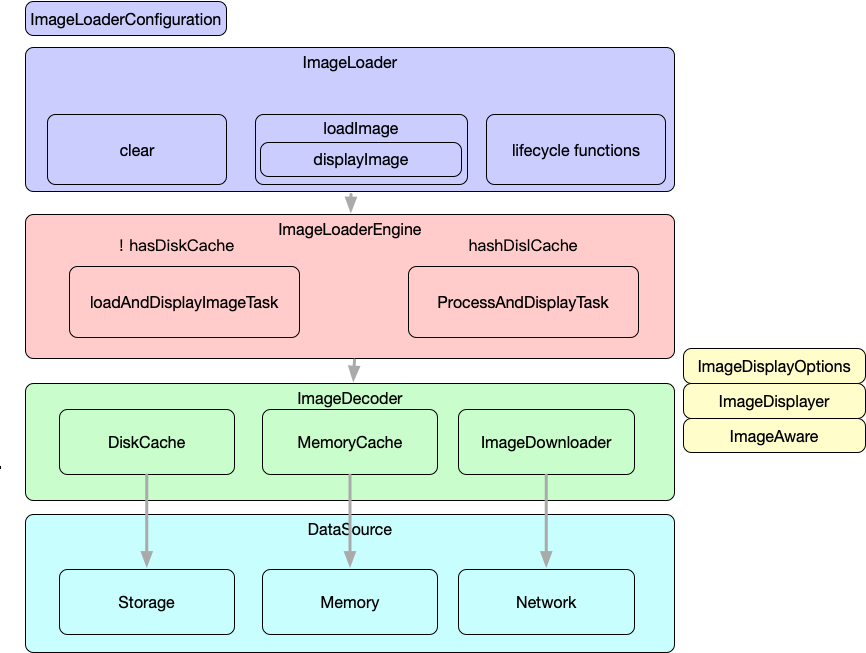 ImageLoaderConfiguration
ImageLoader
clear
loadImage
displayImage
lifecycle functions
ImageLoaderEngine
! hasDiskCache
hashDislCache
loadAndDisplayImageTask
ProcessAndDisplayTask
ImageDisplayOptions
ImageDisplayer
ImageAware
ImageDecoder
DiskCache
MemoryCache
ImageDownloader
DataSource
Storage
Memory
Network